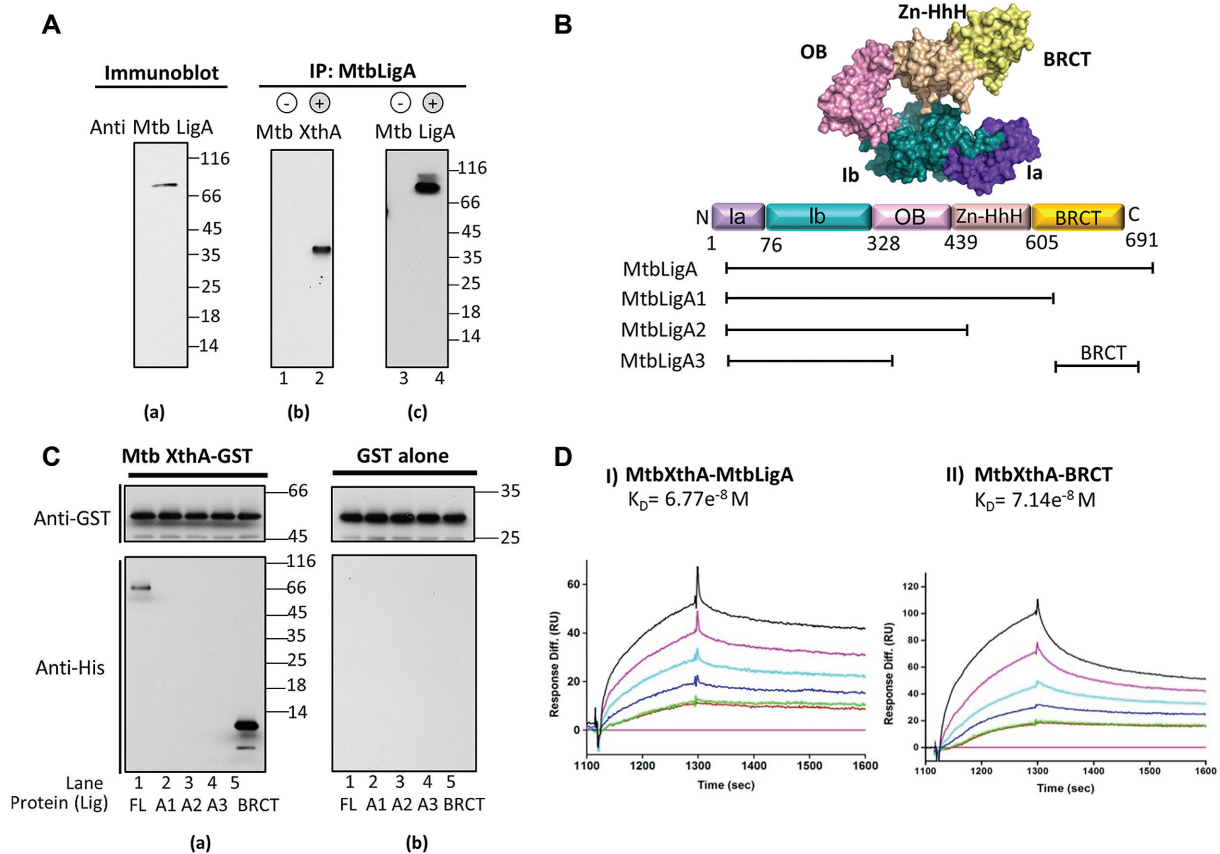 A
Immunoblot
IP: MtbLigA
- +
- +
Anti Mtb LigA
Mtb XthA
Mtb LigA
116
66
45
35
25
18
14
116
66
45
35
25
18
14
1 2
3 4
(a)
(b)
(c)
B
Zn-HhH
OB
BRCT
Ib
Ia
N Ia Ib OB Zn-HhH BRCT C
1 76 328 439 605 691
MtbLigA
MtbLigA1
MtbLigA2
MtbLigA3
BRCT
C
Mtb XthA-GST
GST alone
Anti-GST
66
45
35
25
Anti-His
116
66
45
35
25
18
14
Lane 1 2 3 4 5
1 2 3 4 5
Protein (Lig) FL A1 A2 A3 BRCT
FL A1 A2 A3 BRCT
(a)
(b)
D
I) MtbXthA-MtbLigA
K_D= 6.77e⁻⁸ M
II) MtbXthA-BRCT
K_D= 7.14e⁻⁸ M
Response Diff. (RU)
60
40
20
0
1100 1200 1300 1400 1500 1600
Time (sec)
Response Diff. (RU)
120
100
80
60
40
20
0
1100 1200 1300 1400 1500 1600
Time (sec)